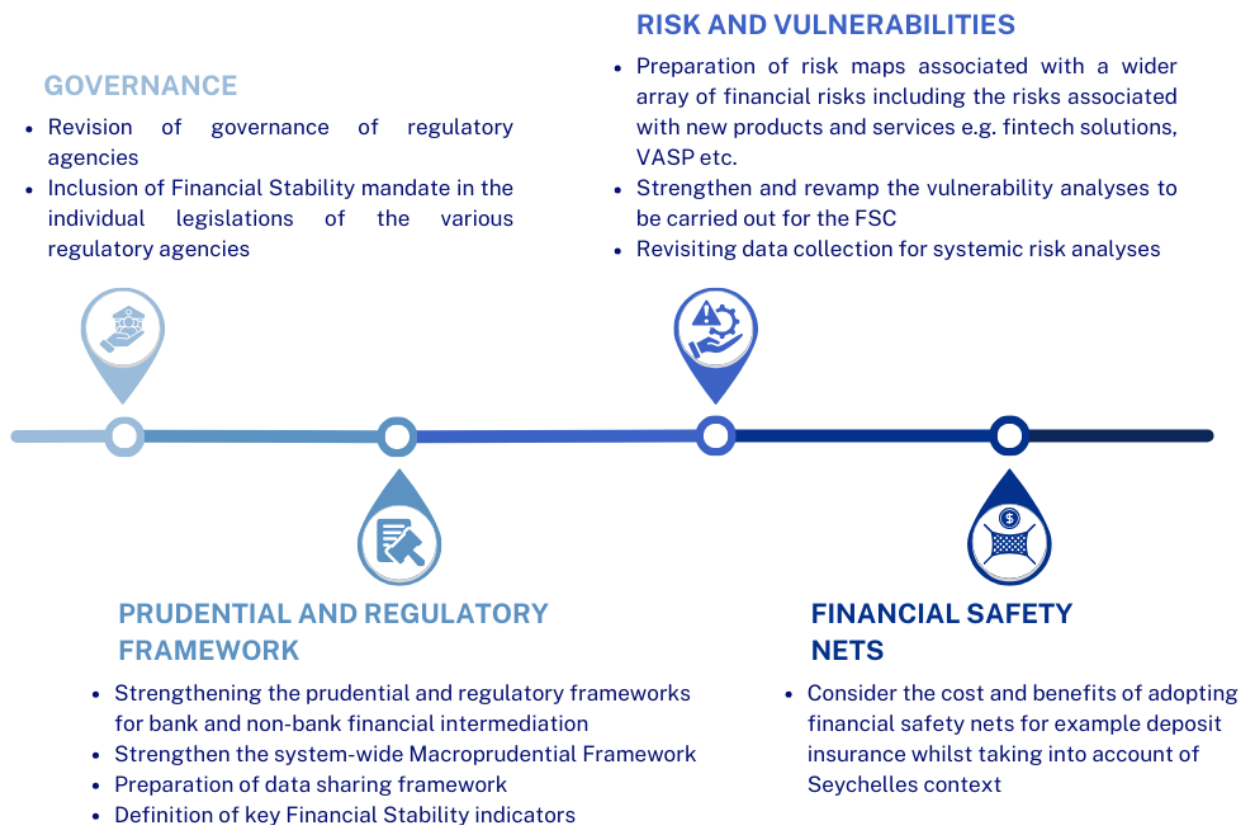 GOVERNANCE
• Revision of governance of regulatory
agencies
• Inclusion of Financial Stability mandate in the
individual legislations of the various
regulatory agencies
RISK AND VULNERABILITIES
• Preparation of risk maps associated with a wider
array of financial risks including the risks associated
with new products and services e.g. fintech solutions,
VASP etc.
• Strengthen and revamp the vulnerability analyses to
be carried out for the FSC
• Revisiting data collection for systemic risk analyses
$
PRUDENTIAL AND REGULATORY
FRAMEWORK
• Strengthening the prudential and regulatory frameworks
for bank and non-bank financial intermediation
• Strengthen the system-wide Macroprudential Framework
• Preparation of data sharing framework
• Definition of key Financial Stability indicators
FINANCIAL SAFETY
NETS
• Consider the cost and benefits of adopting
financial safety nets for example deposit
insurance whilst taking into account of
Seychelles context